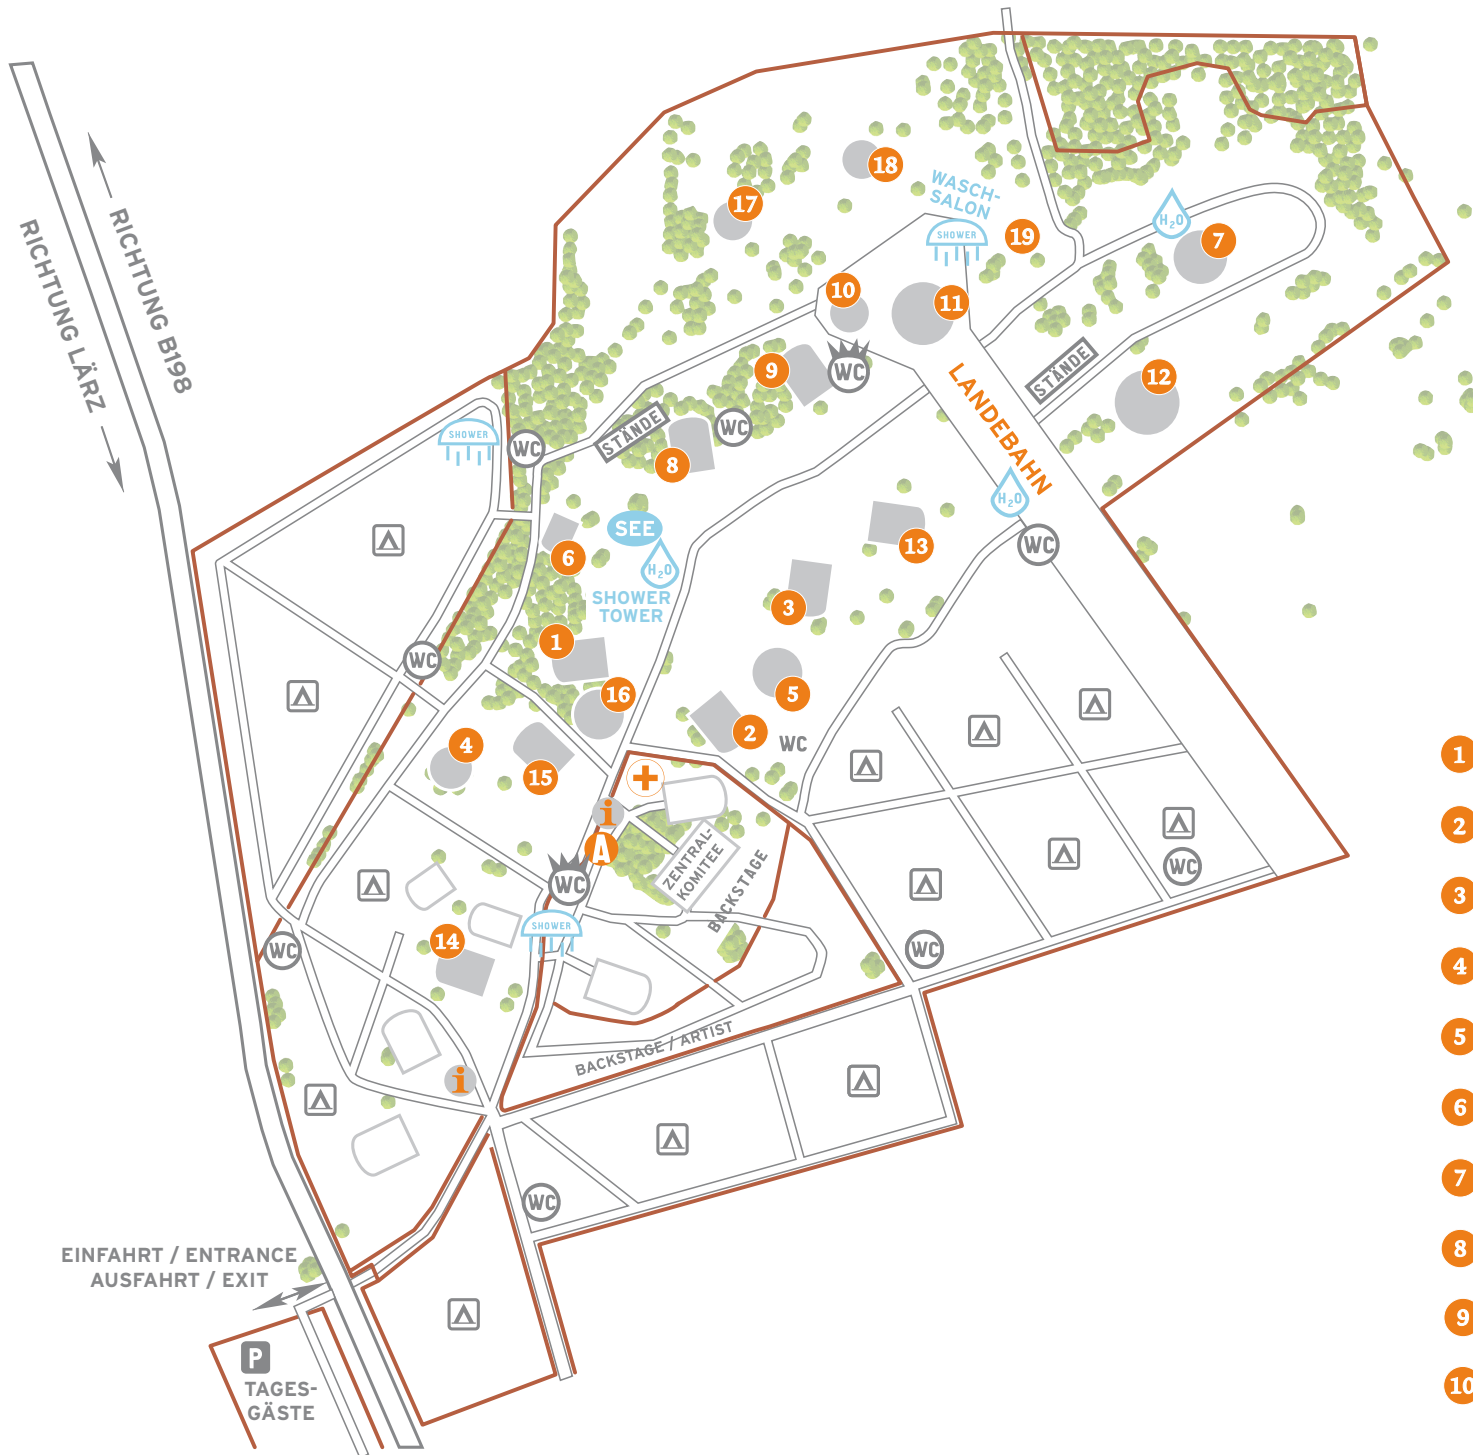 RICHTUNG LÄRZ
RICHTUNG B198
18
17
WASCH-
SALON
SHOWER
19
H₂O
7
10
11
9
WC
STÄNDE
12
LANDEBAHN
SHOWER
WC
STÄNDE
WC
8
H₂O
SEE
6
H₂O
SHOWER
TOWER
13
WC
3
1
WC
16
5
2
WC
4
15
i
A
ZENTRAL-
KOMITEE
BACKSTAGE
WC
SHOWER
14
WC
WC
WC
i
BACKSTAGE / ARTIST
WC
EINFAHRT / ENTRANCE
AUSFAHRT / EXIT
P
TAGES-
GÄSTE
1
2
3
4
5
6
7
8
9
10